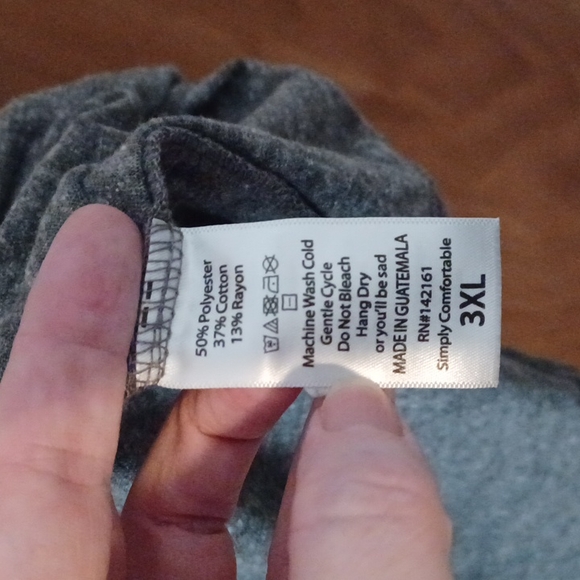 50% Polyester
37% Cotton
13% Rayon
Machine Wash Cold
Gentle Cycle
Do Not Bleach
Hang Dry
or you'll be sad
MADE IN GUATEMALA
RN#142161
Simply Comfortable
3XL